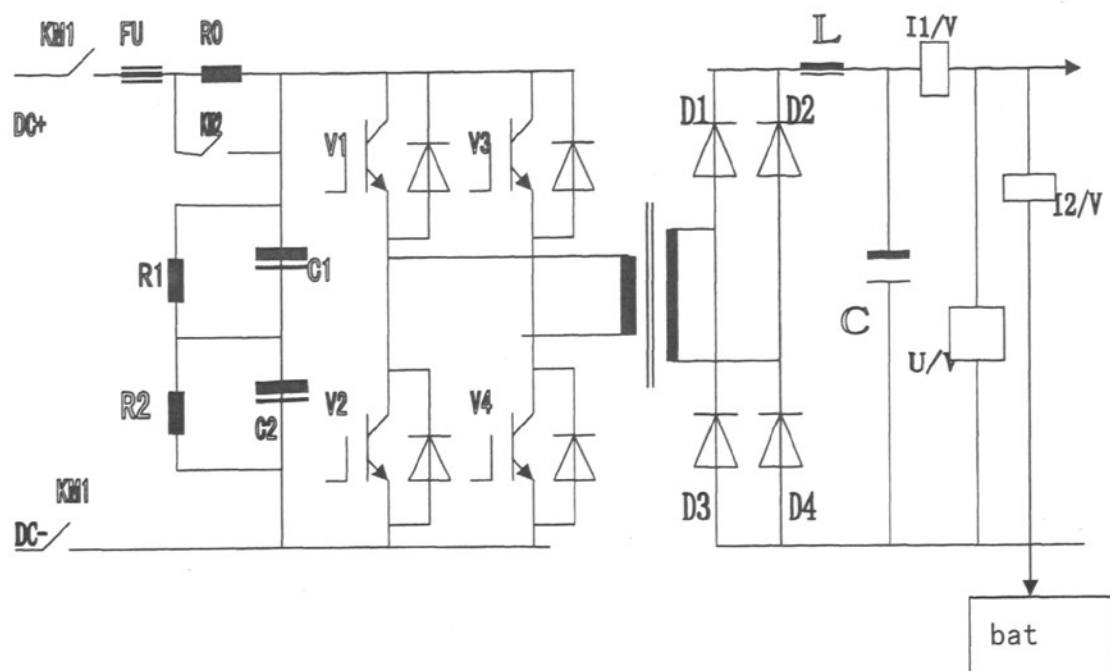 KM1
FU
R0
DC+
KM2
V1
V3
R1
C1
R2
C2
V2
V4
KM1
DC-
L
I1/V
D1
D2
I2/V
C
U/V
D3
D4
bat